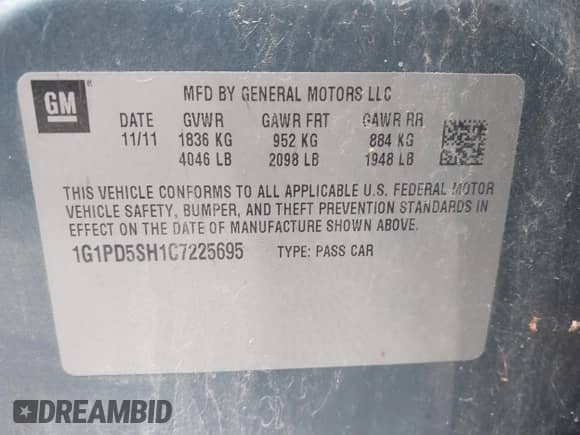 GM
®
MFD BY GENERAL MOTORS LLC
DATE GVWR GAWR FRT GAWR RR
11/11 1836 KG 952 KG 884 KG
4046 LB 2098 LB 1948 LB
THIS VEHICLE CONFORMS TO ALL APPLICABLE U.S. FEDERAL MOTOR
VEHICLE SAFETY, BUMPER, AND THEFT PREVENTION STANDARDS IN
EFFECT ON THE DATE OF MANUFACTURE SHOWN ABOVE.
1G1PD5SH1C7225695 TYPE: PASS CAR
DREAMBID